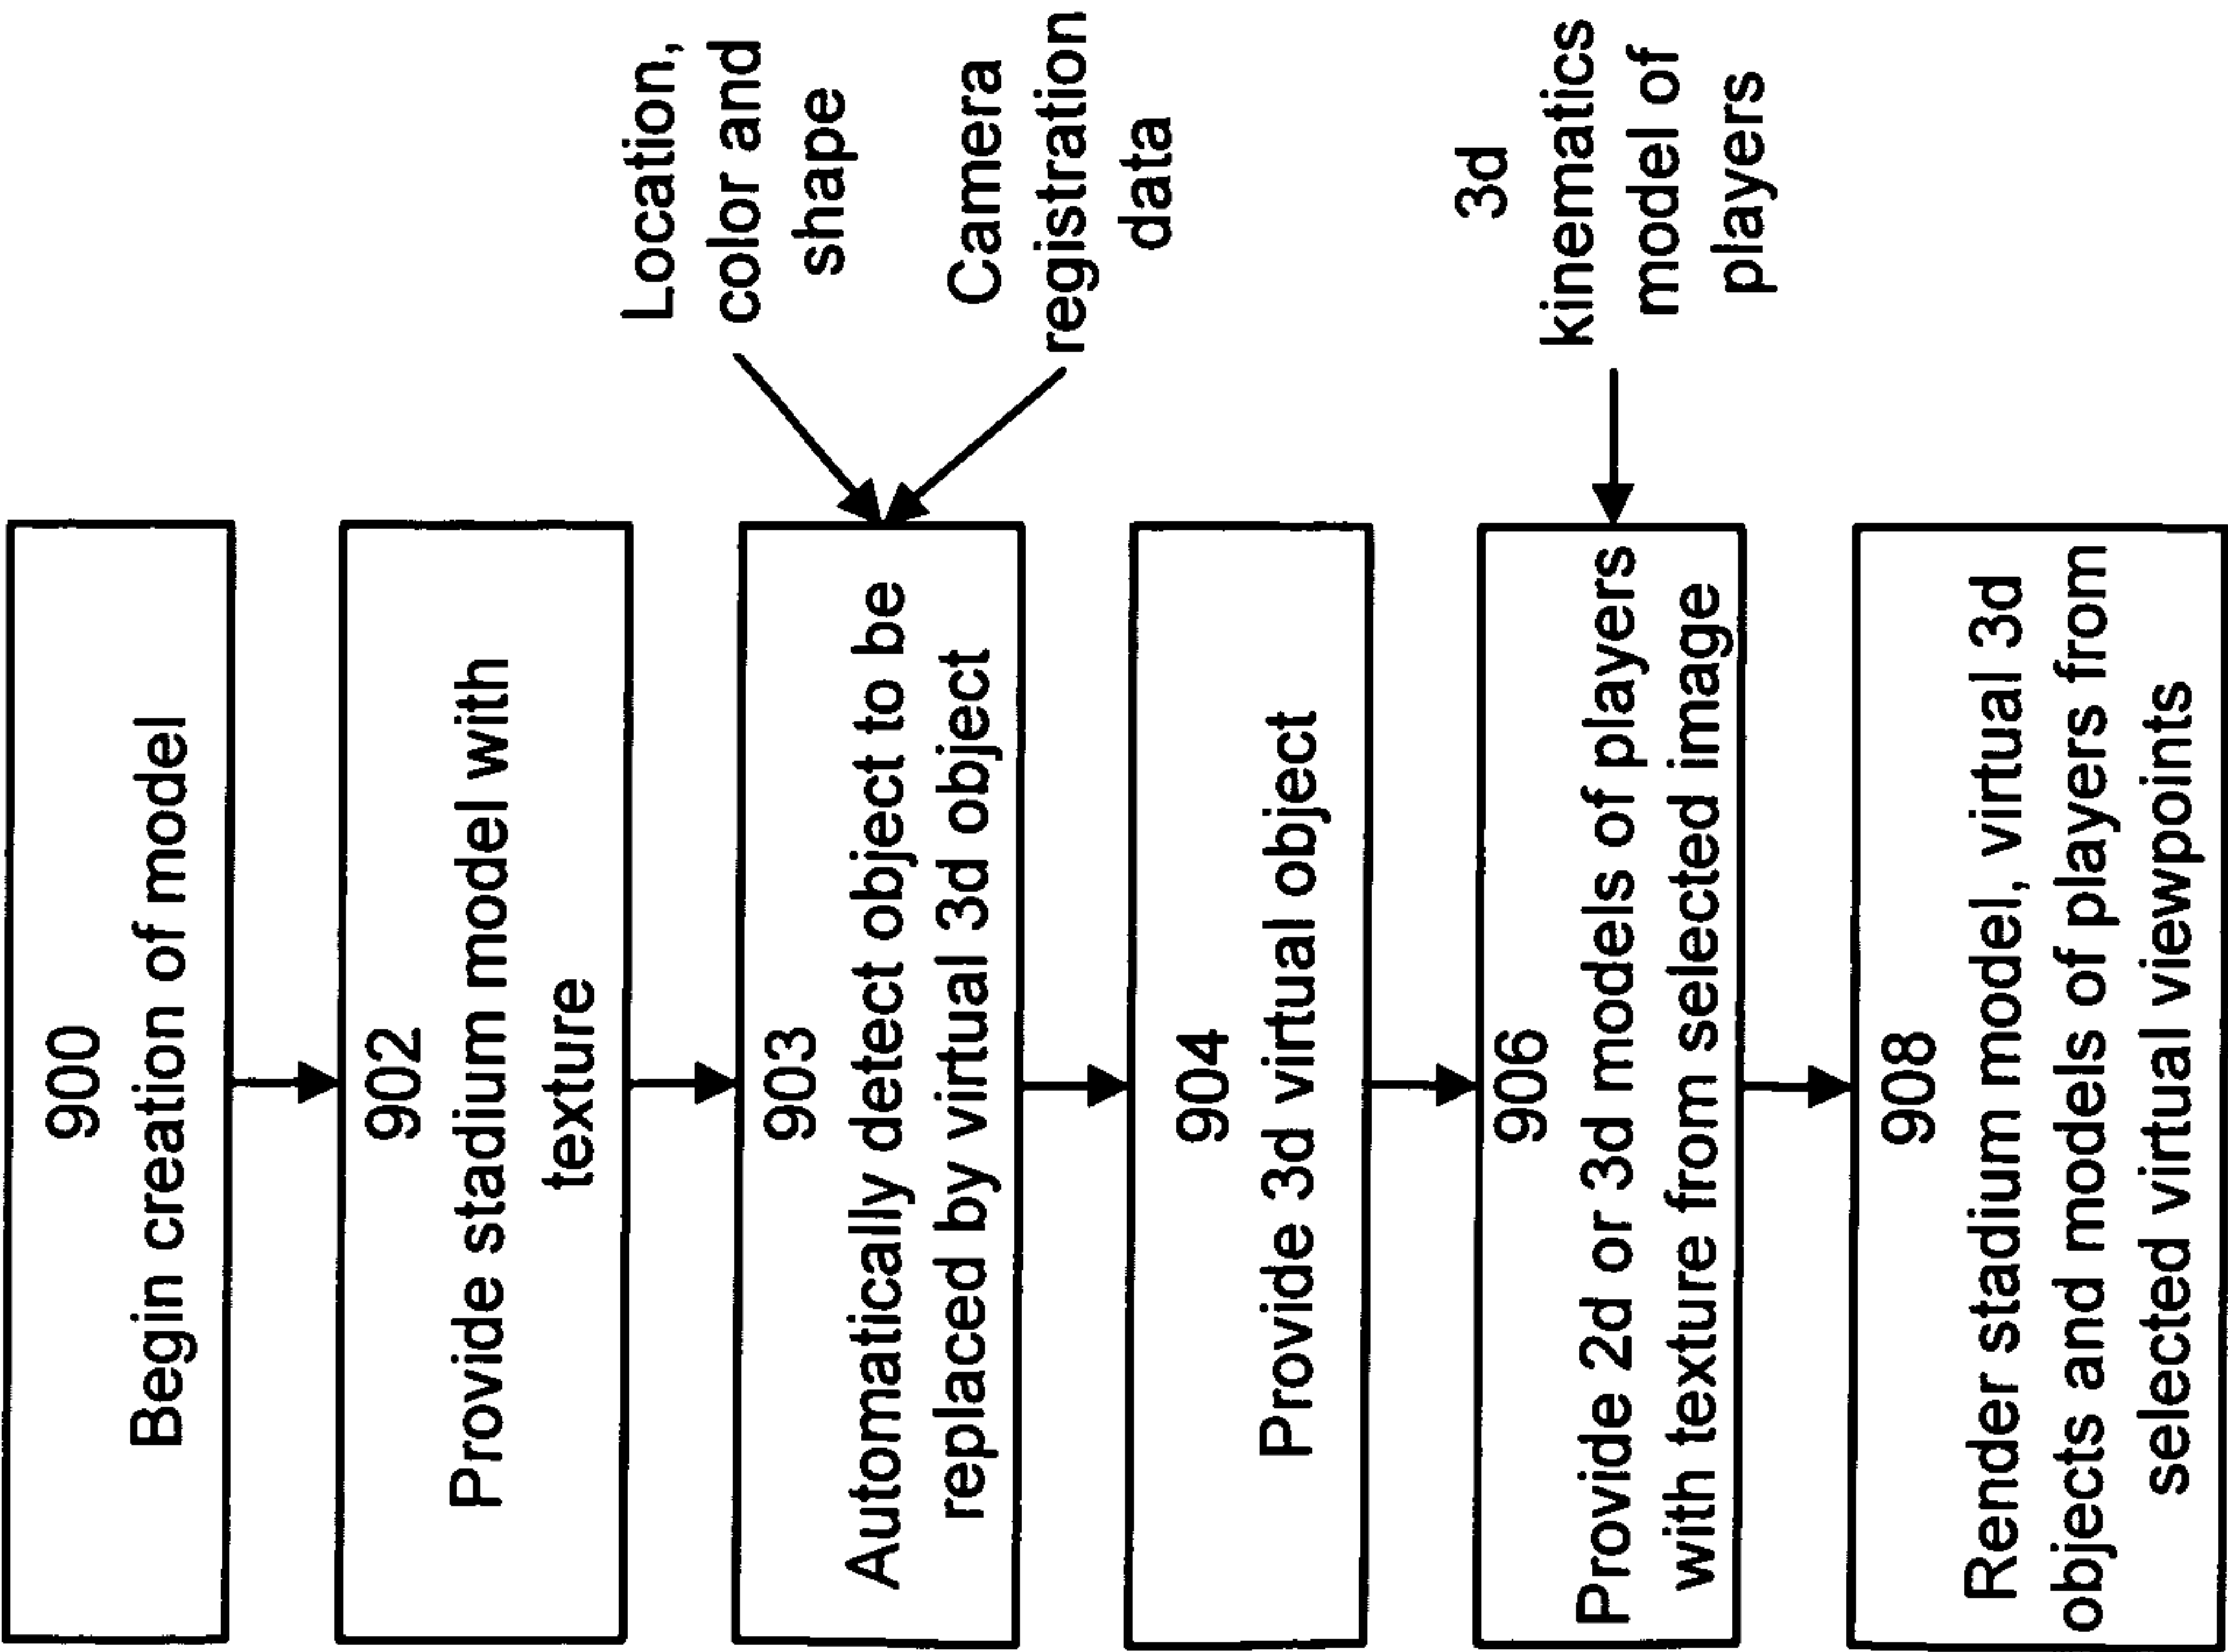 900
Begin creation of model
902
Provide stadium model with
texture
903
Automatically detect object to be
replaced by virtual 3d object
Location,
color and
shape
Camera
registration
data
904
Provide 3d virtual object
906
Provide 2d or 3d models of players
with texture from selected image
3d
kinematics
model of
players
908
Render stadium model, virtual 3d
objects and models of players from
selected virtual viewpoints